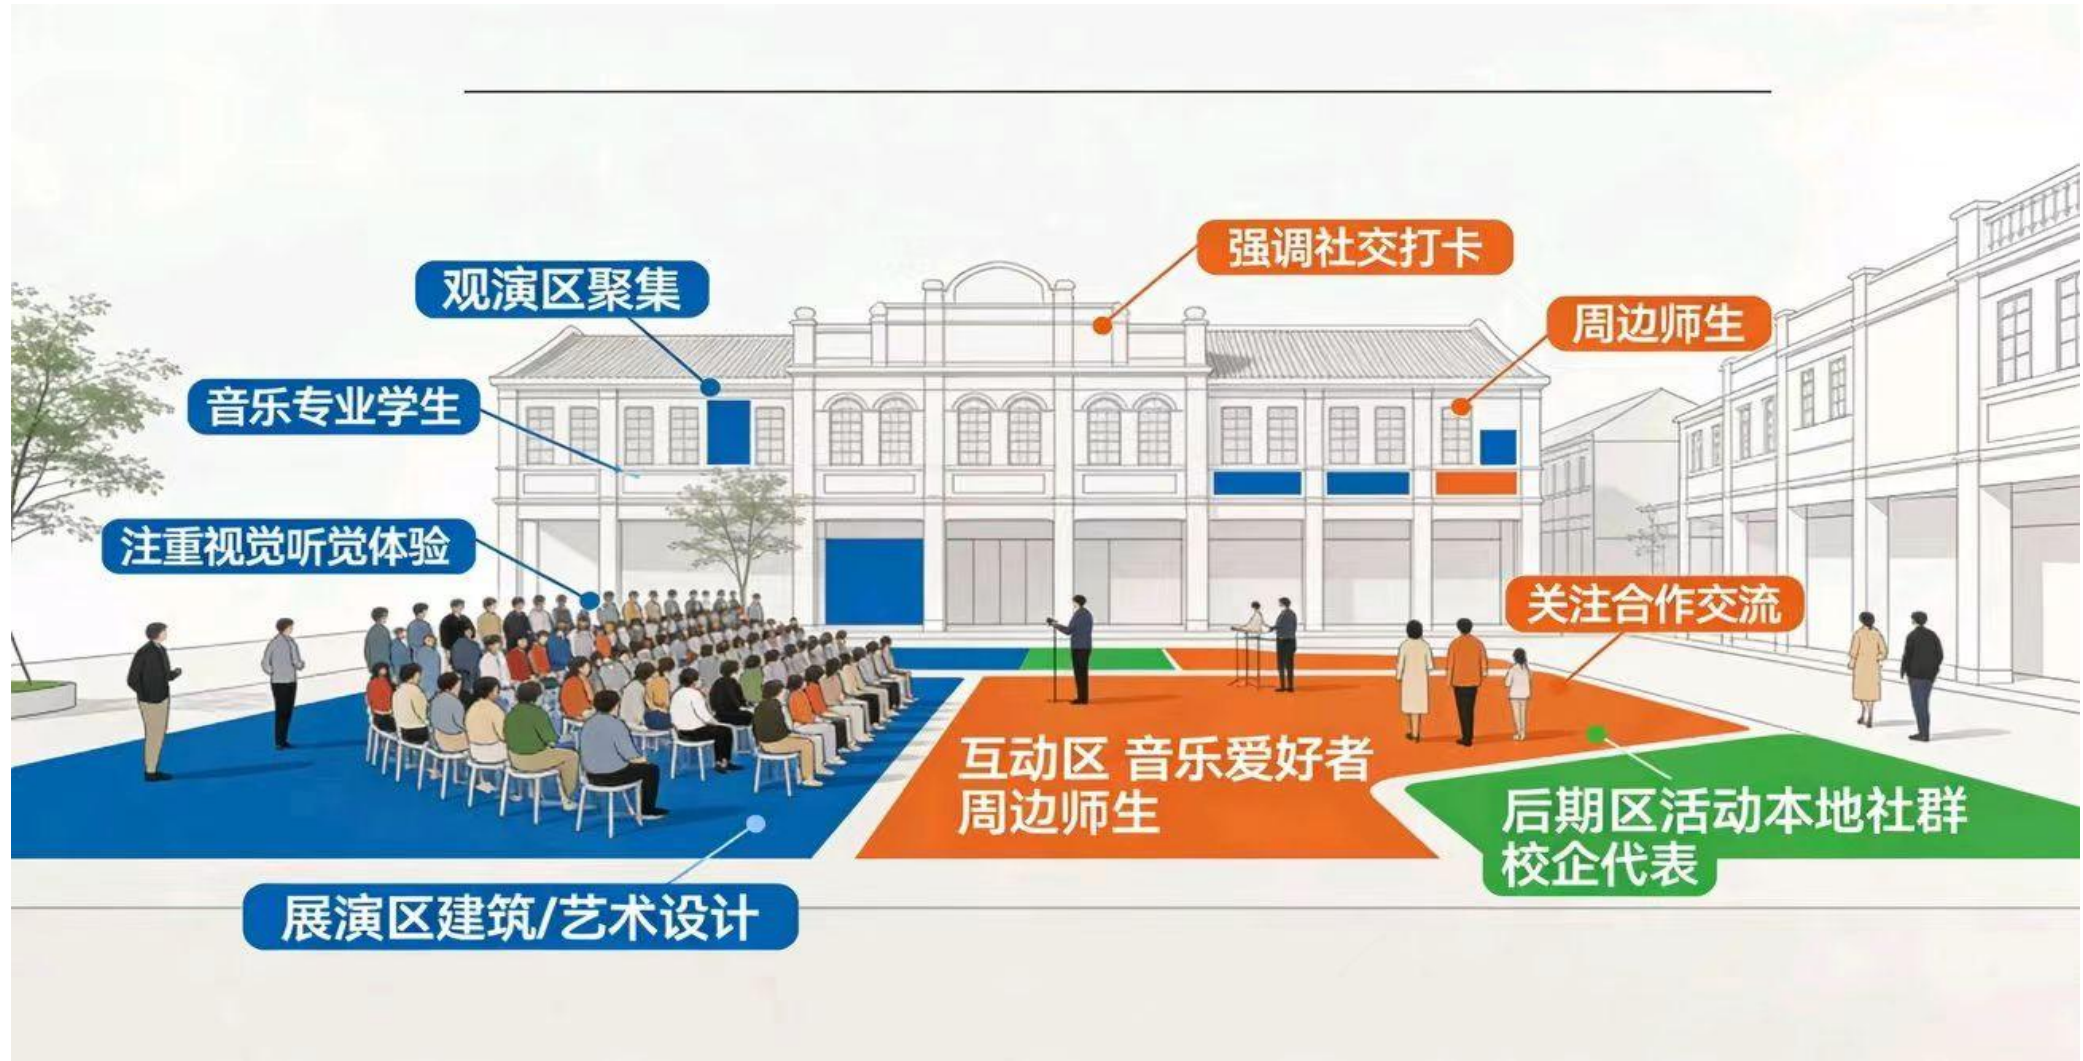 强调社交打卡
观演区聚集
周边师生
音乐专业学生
注重视觉听觉体验
关注合作交流
互动区 音乐爱好者
周边师生
后期区活动本地社群
校企代表
展演区建筑/艺术设计